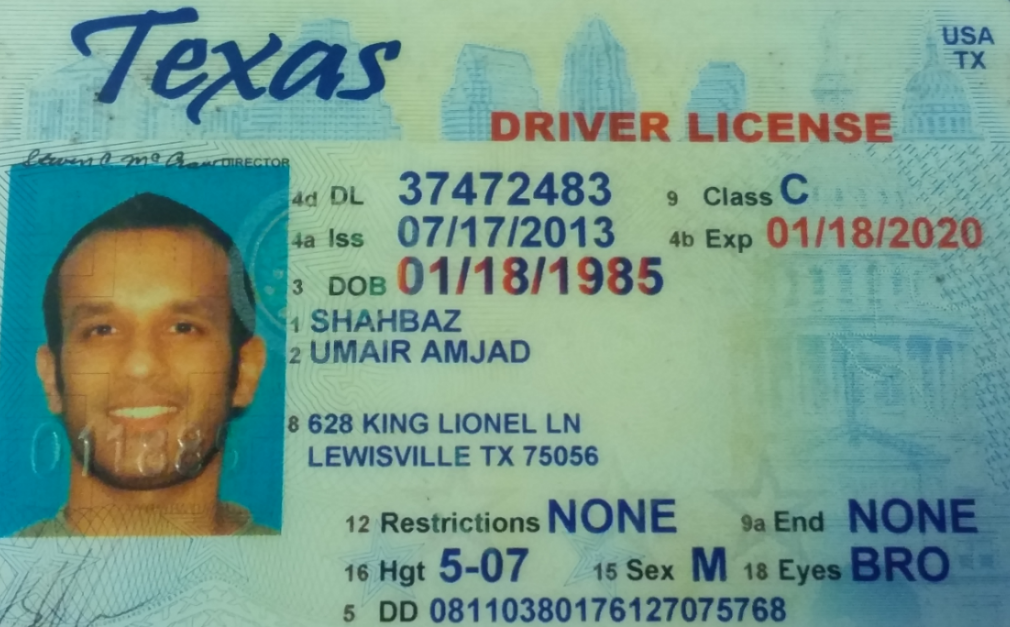 Texas
USA
TX
DRIVER LICENSE
DIRECTOR
4d DL 37472483 9 Class C
4a Iss 07/17/2013 4b Exp 01/18/2020
3 DOB 01/18/1985
1 SHAHBAZ
2 UMAIR AMJAD
8 628 KING LIONEL LN
LEWISVILLE TX 75056
12 Restrictions NONE 9a End NONE
16 Hgt 5-07 15 Sex M 18 Eyes BRO
5 DD 08110380176127075768